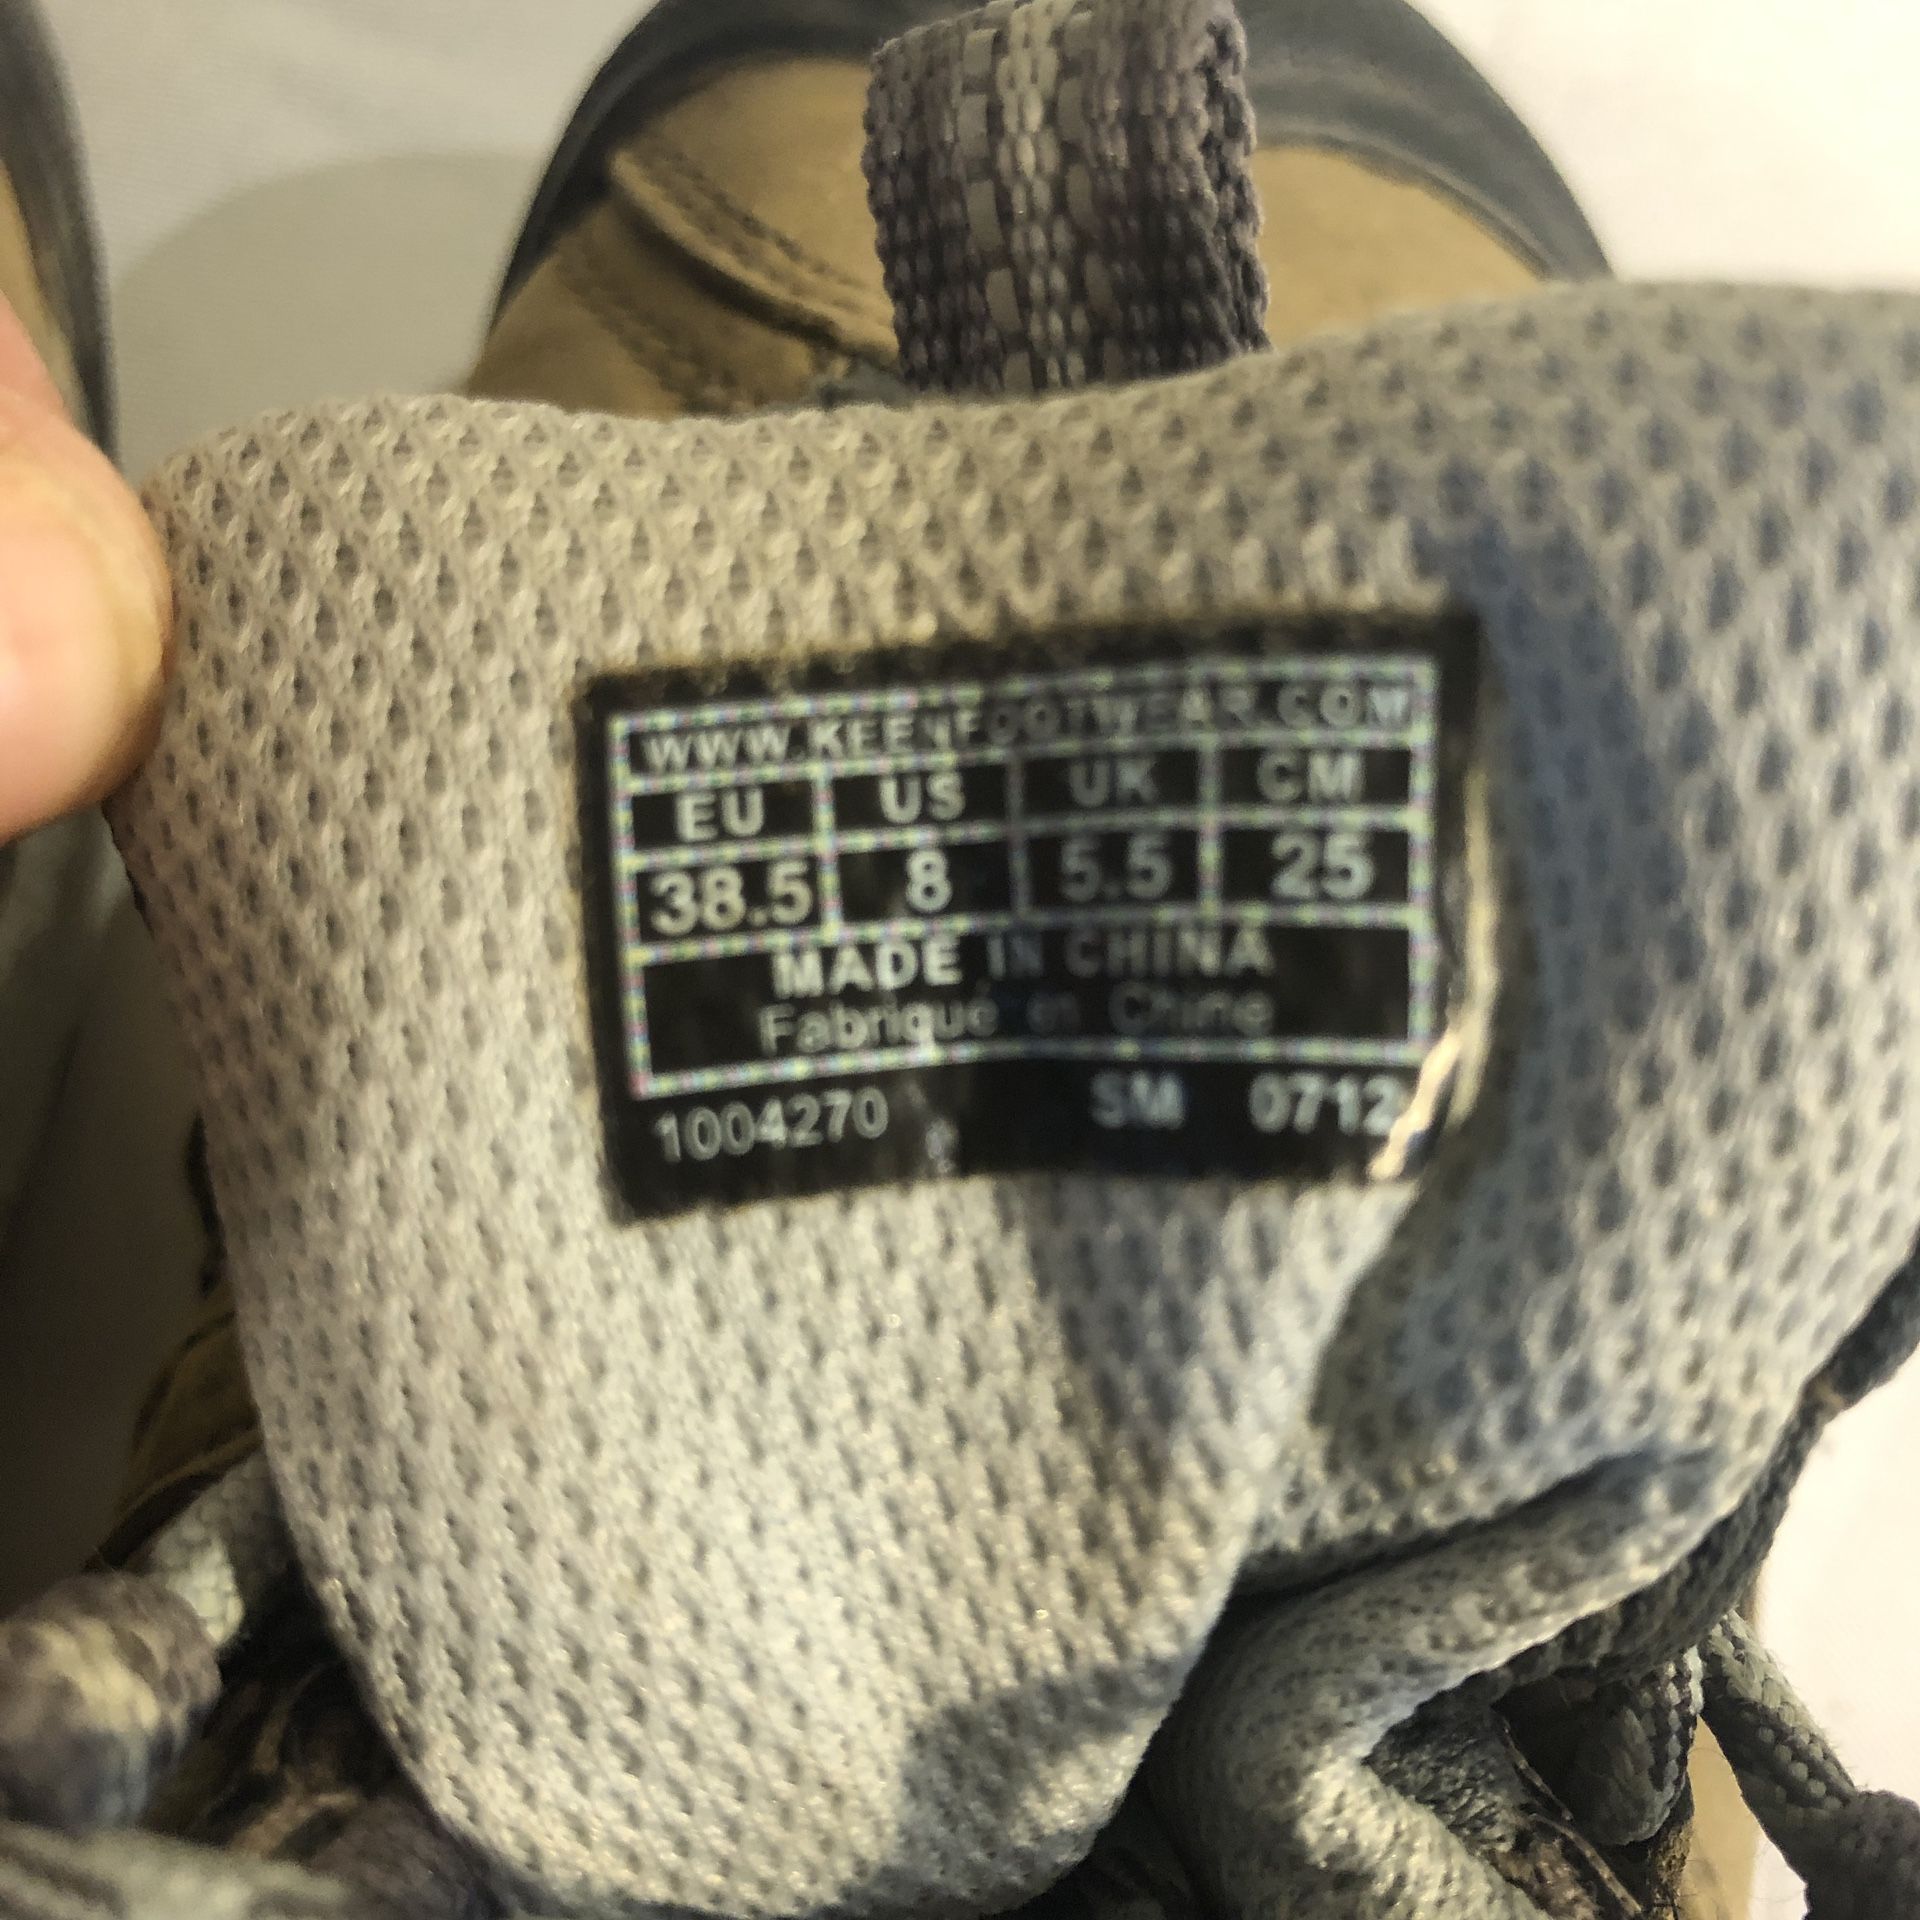 WWW.KEENFOOTWEAR.COM
EU US UK CM
38.5 8 5.5 25
MADE IN CHINA
Fabriqué en Chine
1004270 SM 0712